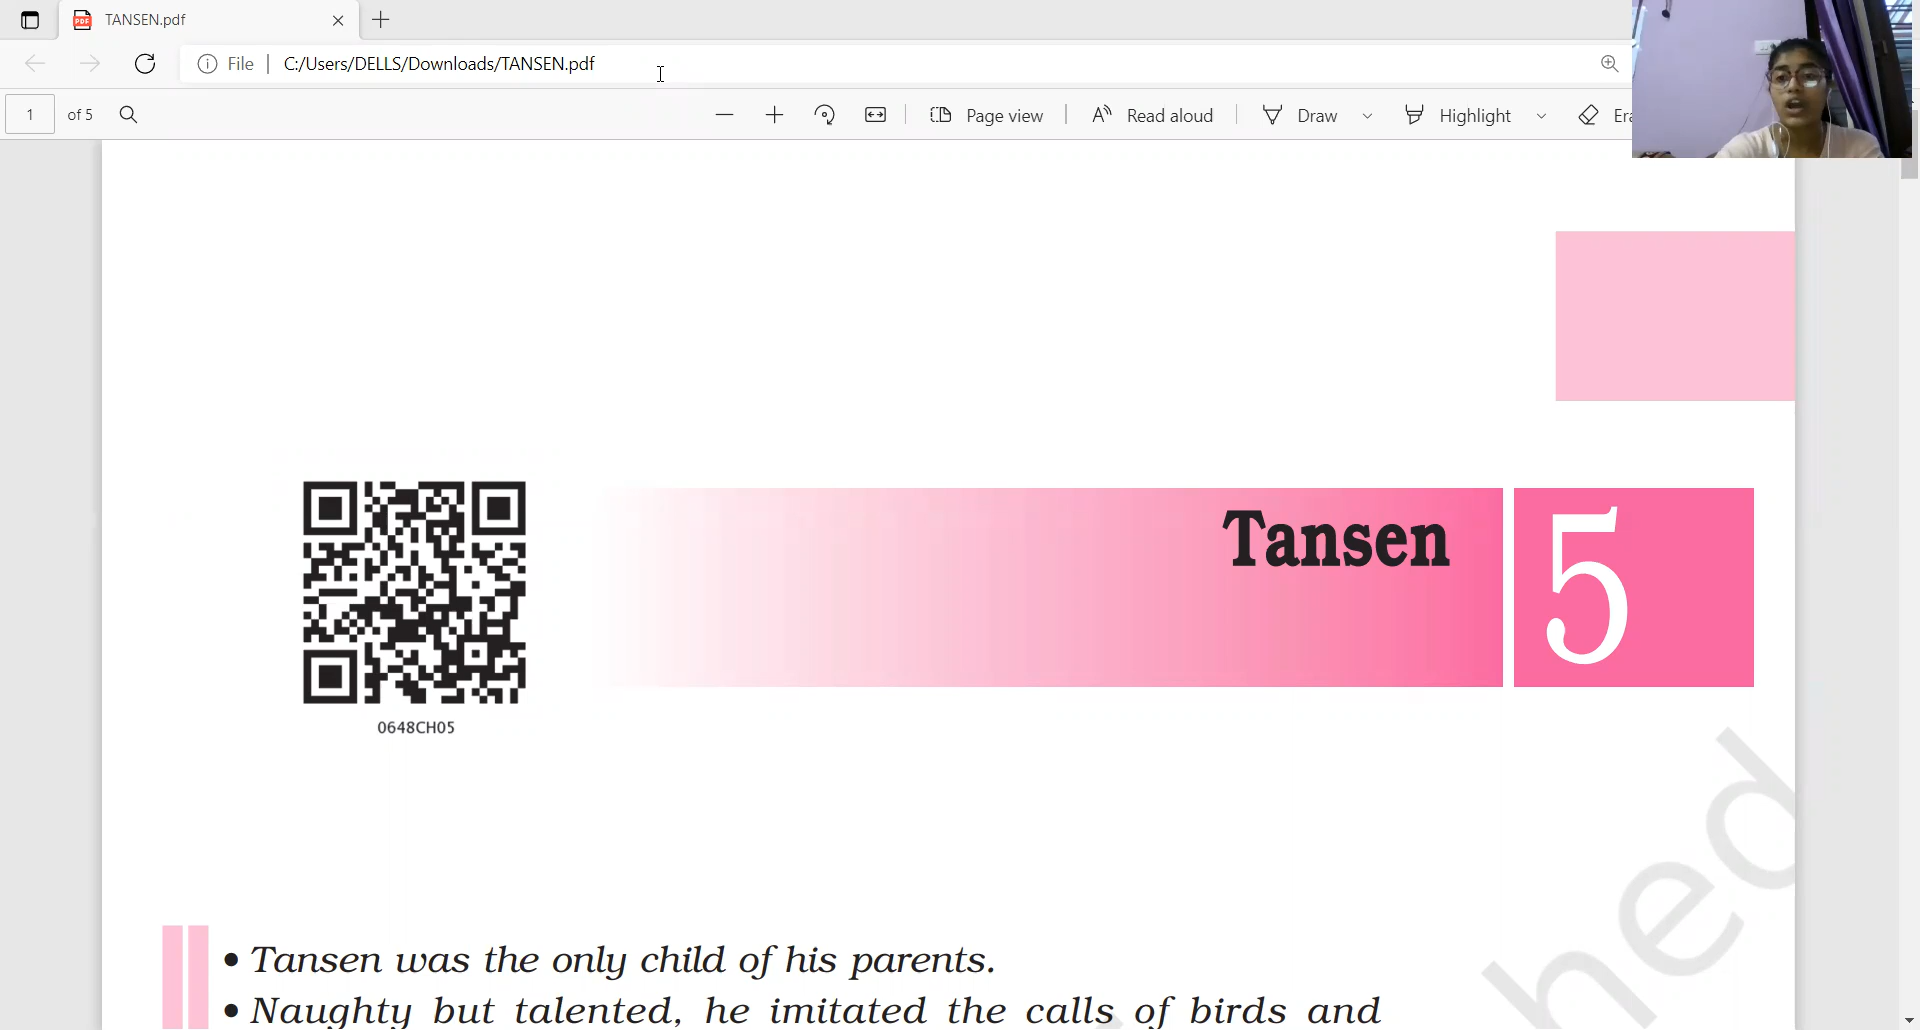 TANSEN.pdf
File
C:/Users/DELLS/Downloads/TANSEN.pdf
1 of 5
Page view
Read aloud
Draw
Highlight
Tansen
5
0648CH05
hed
• Tansen was the only child of his parents.
• Naughty but talented, he imitated the calls of birds and